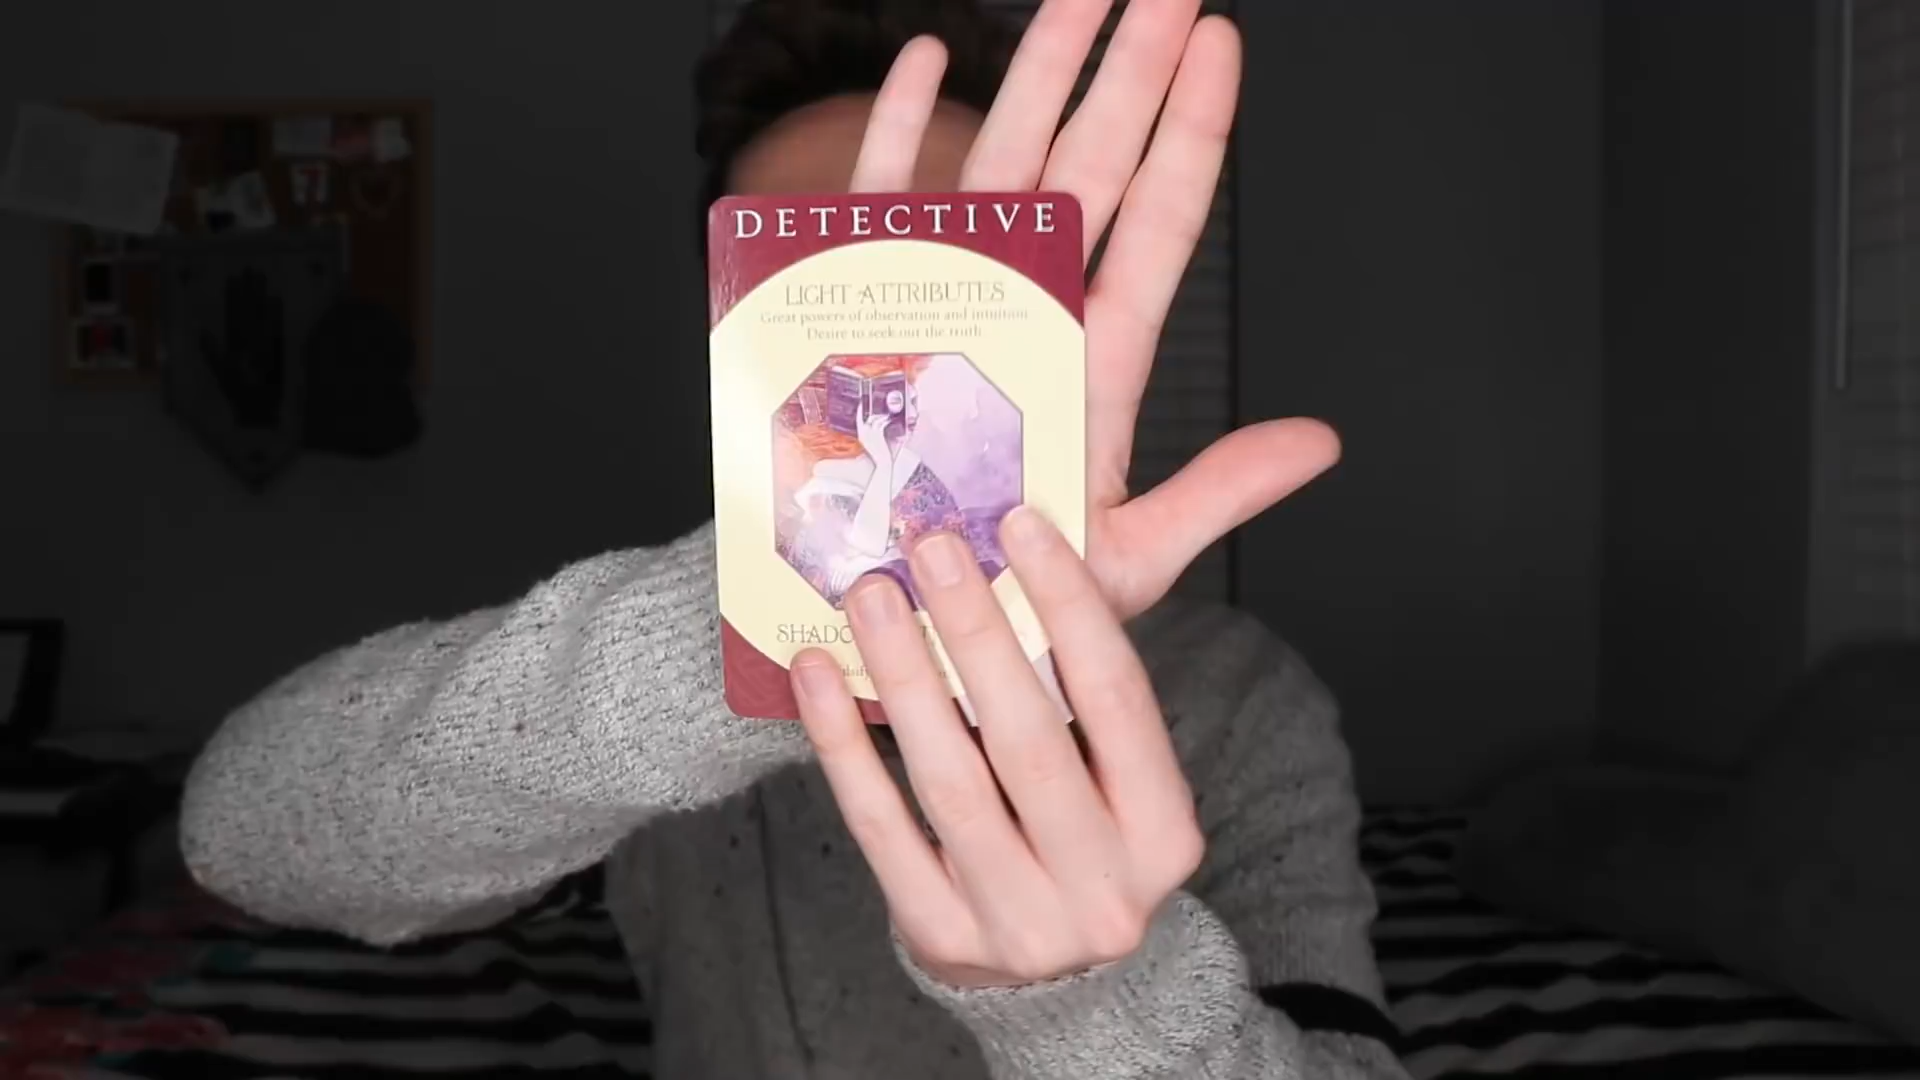 DETECTIVE
LIGHT ATTRIBUTES
Great powers of observation and intuition
Desire to seek out the truth